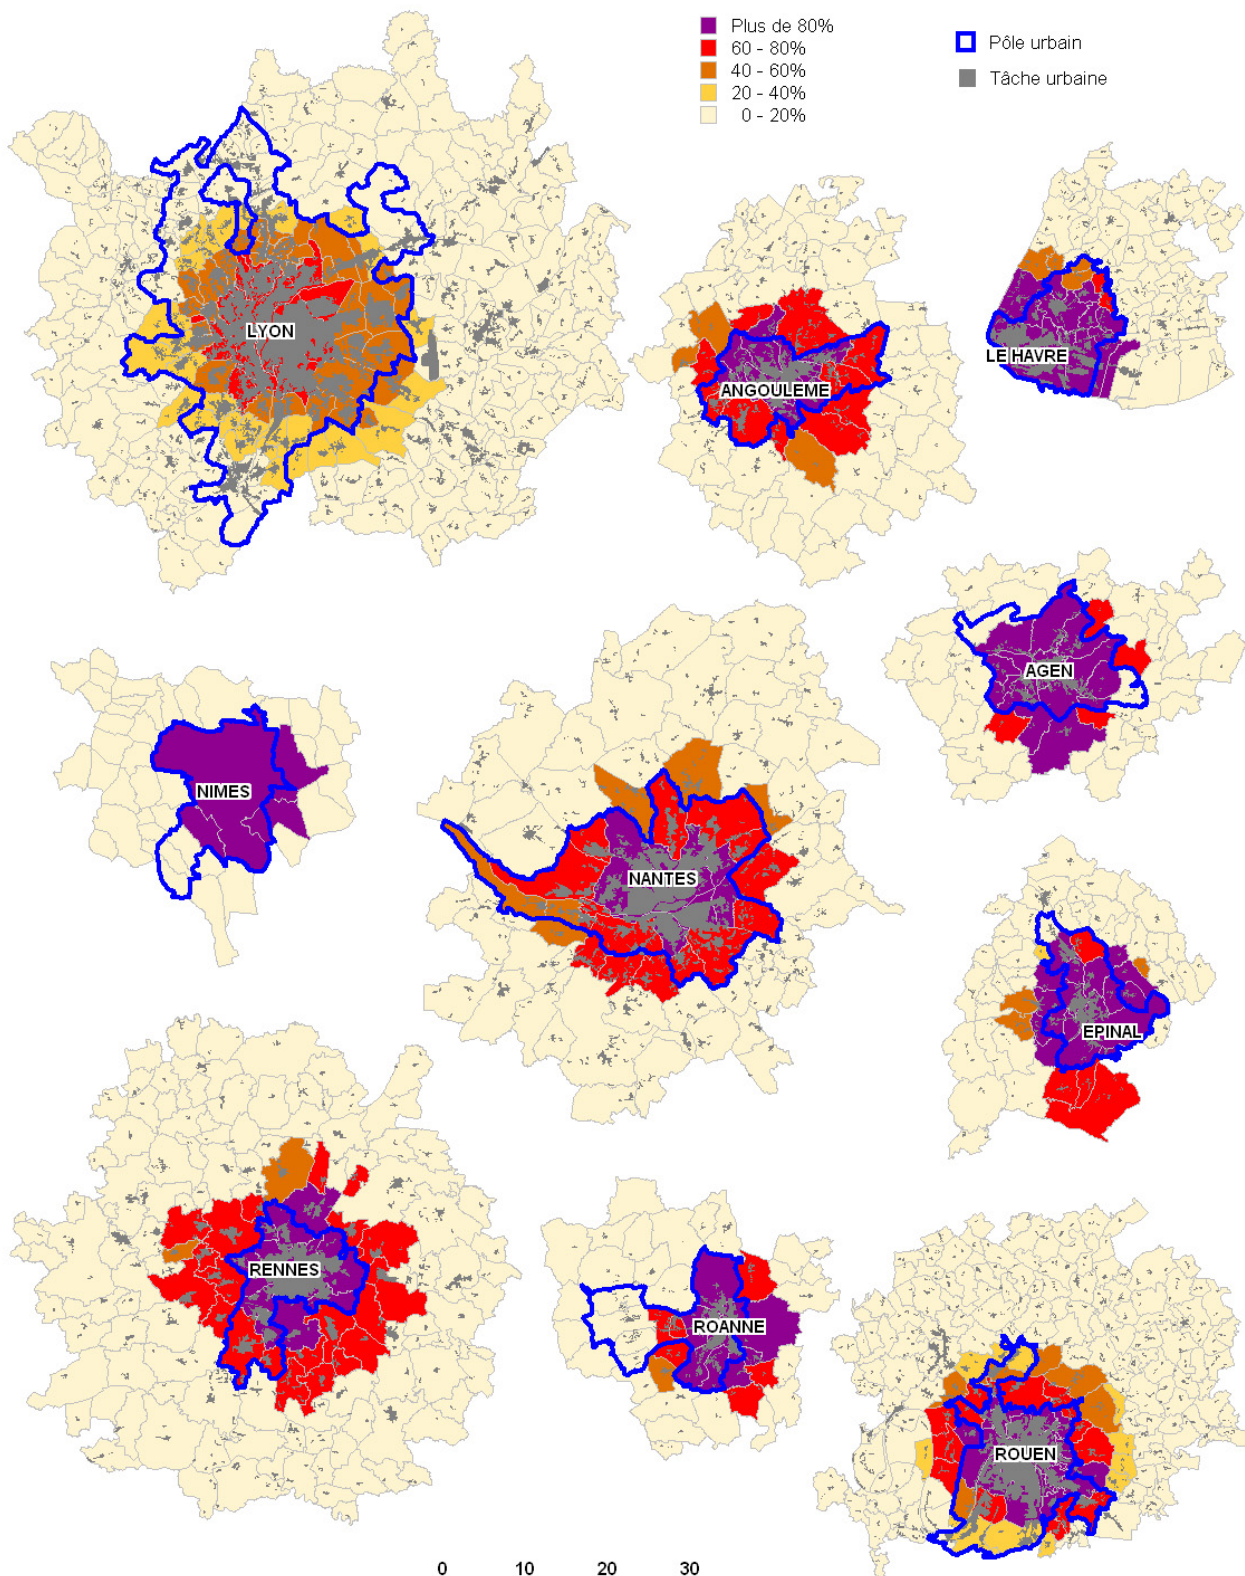 Plus de 80%
60 - 80%
40 - 60%
20 - 40%
0 - 20%
Pôle urbain
Tâche urbaine
LYON
ANGOULEME
LE HAVRE
AGEN
NIMES
NANTES
EPINAL
RENNES
ROANNE
ROUEN
0 10 20 30